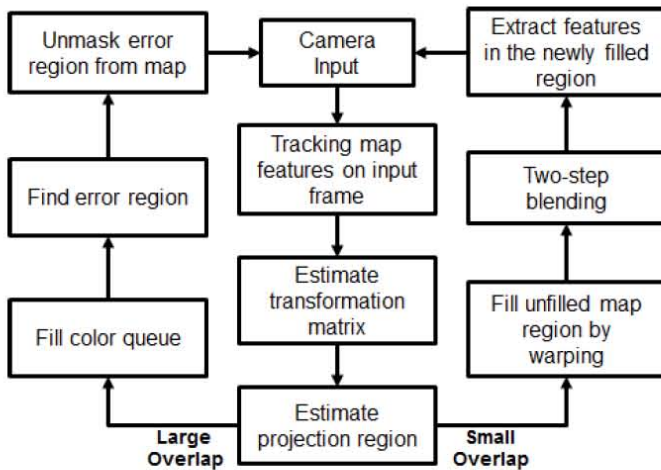 Unmask error
region from map
Camera
Input
Extract features
in the newly filled
region
Tracking map
features on input
frame
Find error region
Two-step
blending
Estimate
transformation
matrix
Fill color queue
Fill unfilled map
region by
warping
Estimate
projection region
Large
Overlap
Small
Overlap